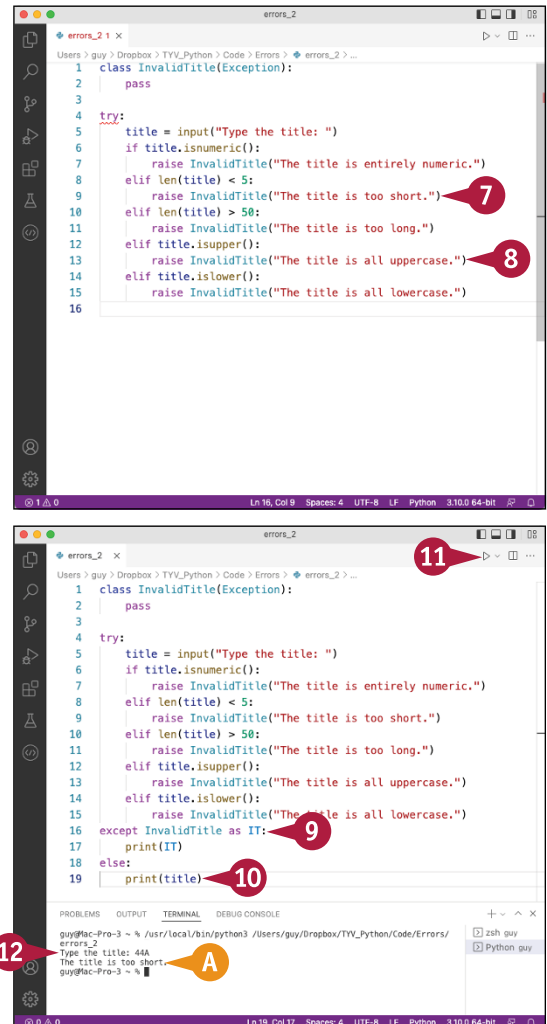 errors_2
errors_2 1 ×
Users > guy > Dropbox > TYV_Python > Code > Errors > errors_2 > ...
1 class InvalidTitle(Exception):
2     pass
3
4 try:
5     title = input("Type the title: ")
6     if title.isnumeric():
7         raise InvalidTitle("The title is entirely numeric.")
8     elif len(title) < 5:
9         raise InvalidTitle("The title is too short.") 7
10     elif len(title) > 50:
11         raise InvalidTitle("The title is too long.")
12     elif title.isupper():
13         raise InvalidTitle("The title is all uppercase.") 8
14     elif title.islower():
15         raise InvalidTitle("The title is all lowercase.")
16
1 0 Ln 16, Col 9 Spaces: 4 UTF-8 LF Python 3.10.0 64-bit
errors_2
errors_2 × 11
Users > guy > Dropbox > TYV_Python > Code > Errors > errors_2 > ...
1 class InvalidTitle(Exception):
2     pass
3
4 try:
5     title = input("Type the title: ")
6     if title.isnumeric():
7         raise InvalidTitle("The title is entirely numeric.")
8     elif len(title) < 5:
9         raise InvalidTitle("The title is too short.")
10     elif len(title) > 50:
11         raise InvalidTitle("The title is too long.")
12     elif title.isupper():
13         raise InvalidTitle("The title is all uppercase.")
14     elif title.islower():
15         raise InvalidTitle("The title is all lowercase.")
16 except InvalidTitle as IT: 9
17     print(IT)
18 else:
19     print(title) 10
PROBLEMS OUTPUT TERMINAL DEBUG CONSOLE
guy@Mac-Pro-3 ~ % /usr/local/bin/python3 /Users/guy/Dropbox/TYV_Python/Code/Errors/ zsh guy
errors_2 Python guy
12 Type the title: 44A
The title is too short. A
guy@Mac-Pro-3 ~ %
0 0 Ln 19, Col 17 Spaces: 4 UTF-8 LF Python 3.10.0 64-bit